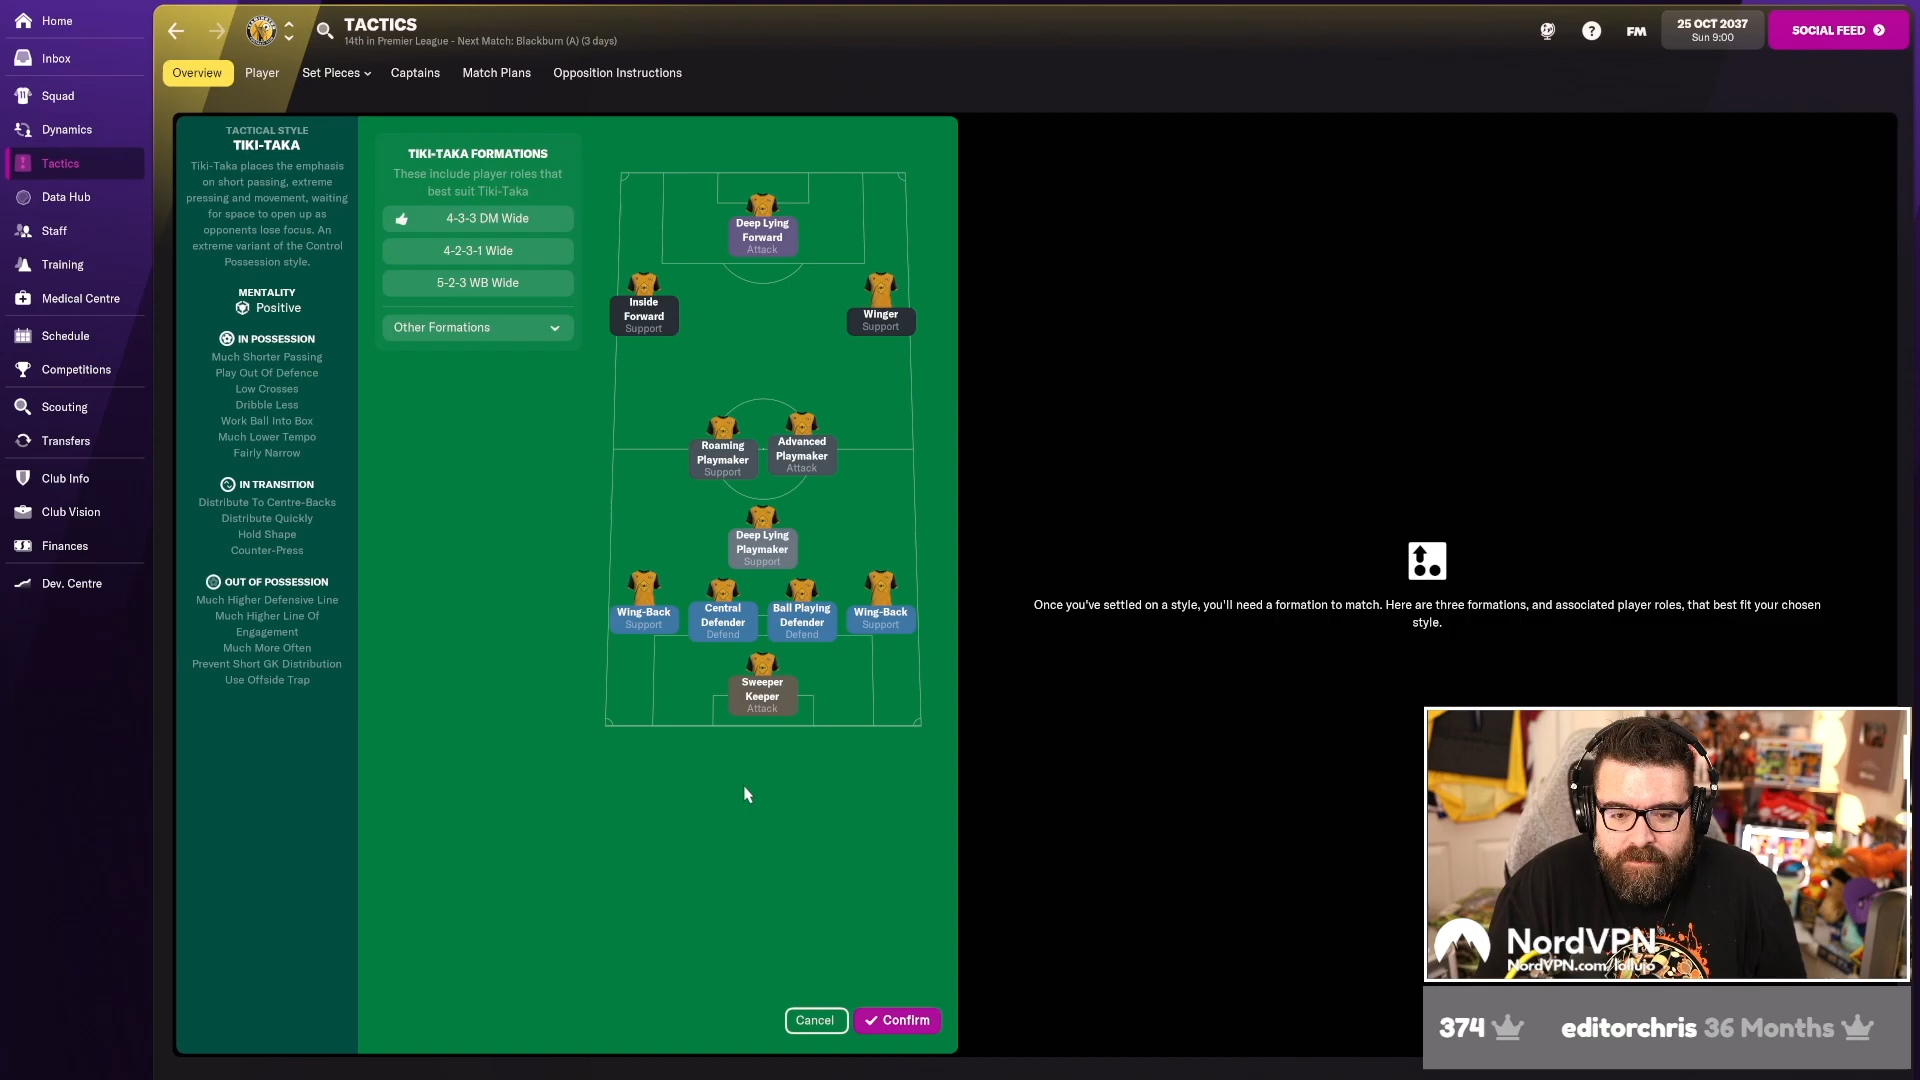 Home
Inbox
Squad
Dynamics
Tactics
Data Hub
Staff
Training
Medical Centre
Schedule
Competitions
Scouting
Transfers
Club Info
Club Vision
Finances
Dev. Centre
TACTICS
14th in Premier League - Next Match: Blackburn (A) (3 days)
FM
25 OCT 2037
Sun 9:00
SOCIAL FEED
Overview
Player
Set Pieces
Captains
Match Plans
Opposition Instructions
TACTICAL STYLE
TIKI-TAKA
Tiki-Taka places the emphasis
on short passing, extreme
pressing and movement, waiting
for space to open up as
opponents lose focus. An
extreme variant of the Control
Possession style.
MENTALITY
Positive
IN POSSESSION
Much Shorter Passing
Play Out Of Defence
Low Crosses
Dribble Less
Work Ball Into Box
Much Lower Tempo
Fairly Narrow
IN TRANSITION
Distribute To Centre-Backs
Distribute Quickly
Hold Shape
Counter-Press
OUT OF POSSESSION
Much Higher Defensive Line
Much Higher Line Of
Engagement
Much More Often
Prevent Short GK Distribution
Use Offside Trap
TIKI-TAKA FORMATIONS
These include player roles that
best suit Tiki-Taka
4-3-3 DM Wide
4-2-3-1 Wide
5-2-3 WB Wide
Other Formations
Deep Lying
Forward
Attack
Inside
Forward
Support
Winger
Support
Roaming
Playmaker
Support
Advanced
Playmaker
Attack
Deep Lying
Playmaker
Support
Wing-Back
Support
Central
Defender
Defend
Ball Playing
Defender
Defend
Wing-Back
Support
Sweeper
Keeper
Attack
Cancel
Confirm
Once you've settled on a style, you'll need a formation to match. Here are three formations, and associated player roles, that best fit your chosen
style.
NordVPN
NordVPN.com/lollujo
374
editorchris 36 Months